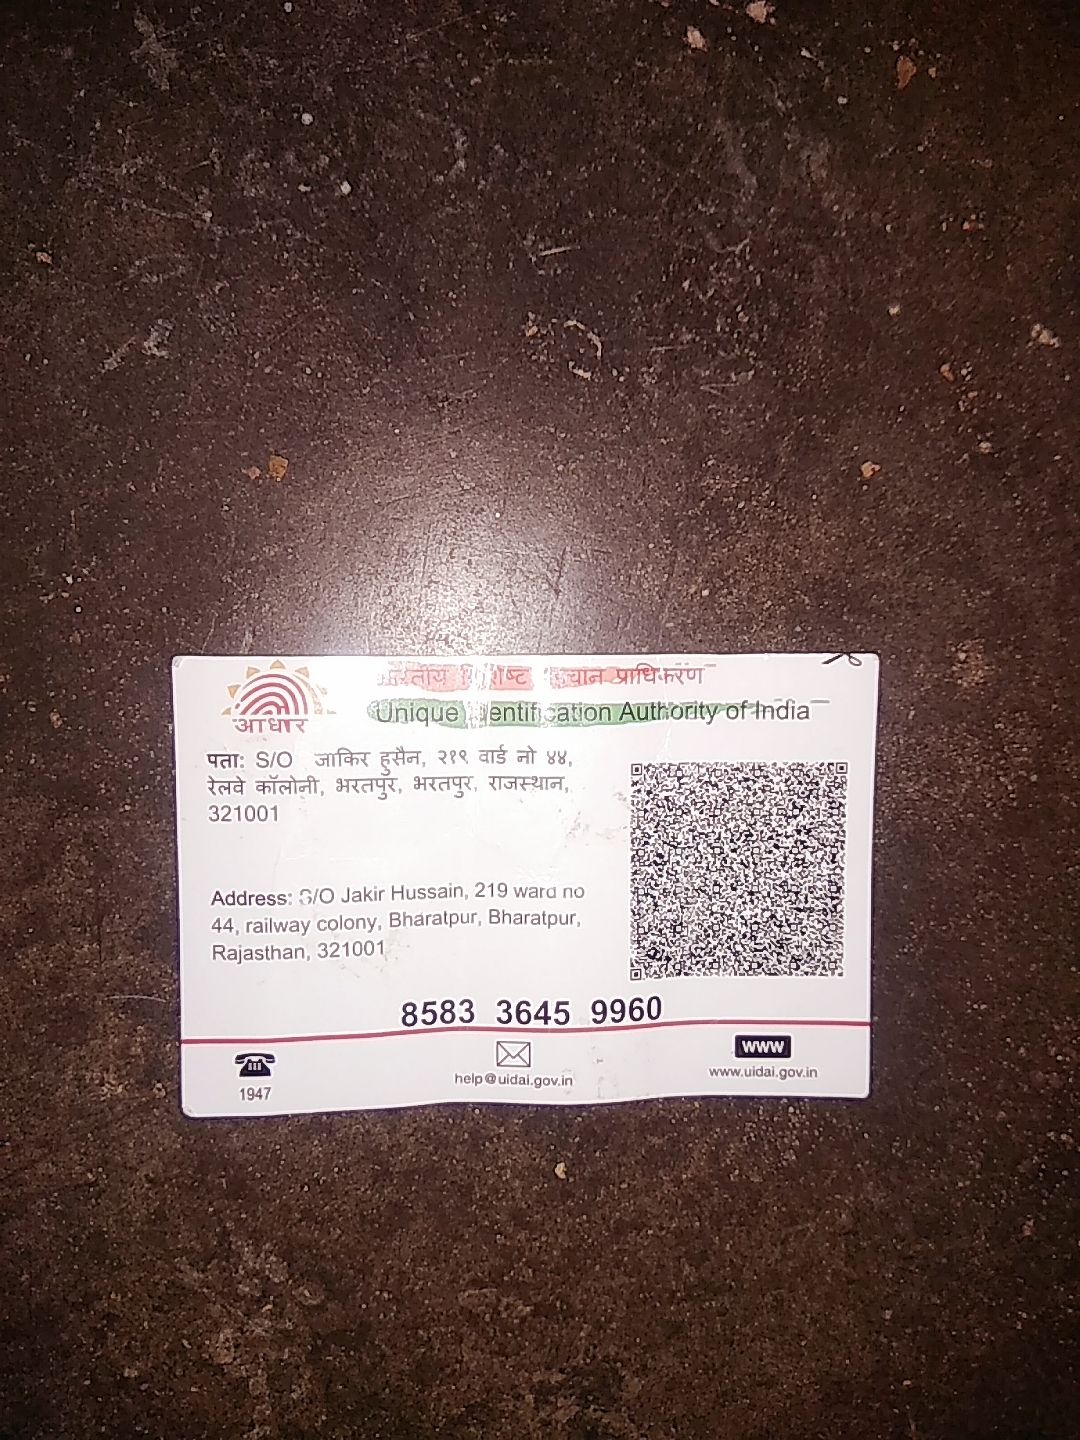 आधार
प्राधिकरण
Unique Identification Authority of India
पता: S/O जाकिर हुसैन, २१९ वार्ड नो ४४,
रेलवे कॉलोनी, भरतपुर, भरतपुर, राजस्थान,
321001
Address: S/O Jakir Hussain, 219 ward no
44, railway colony, Bharatpur, Bharatpur,
Rajasthan, 321001
8583 3645 9960
1947
help@uidai.gov.in
www
www.uidai.gov.in